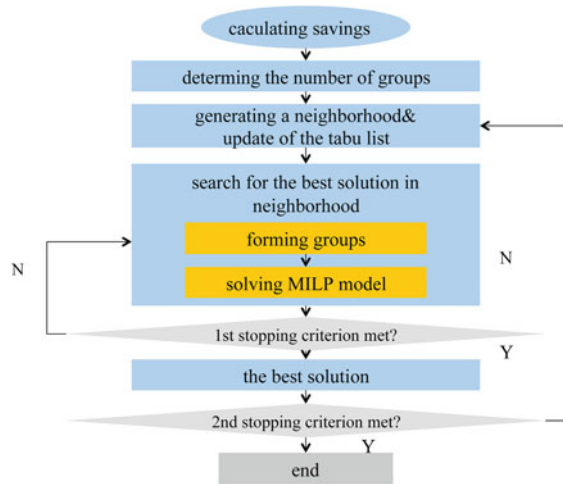 caculating savings
determing the number of groups
generating a neighborhood&
update of the tabu list
search for the best solution in
neighborhood
forming groups
N
N
solving MILP model
1st stopping criterion met?
Y
the best solution
2nd stopping criterion met?
Y
end